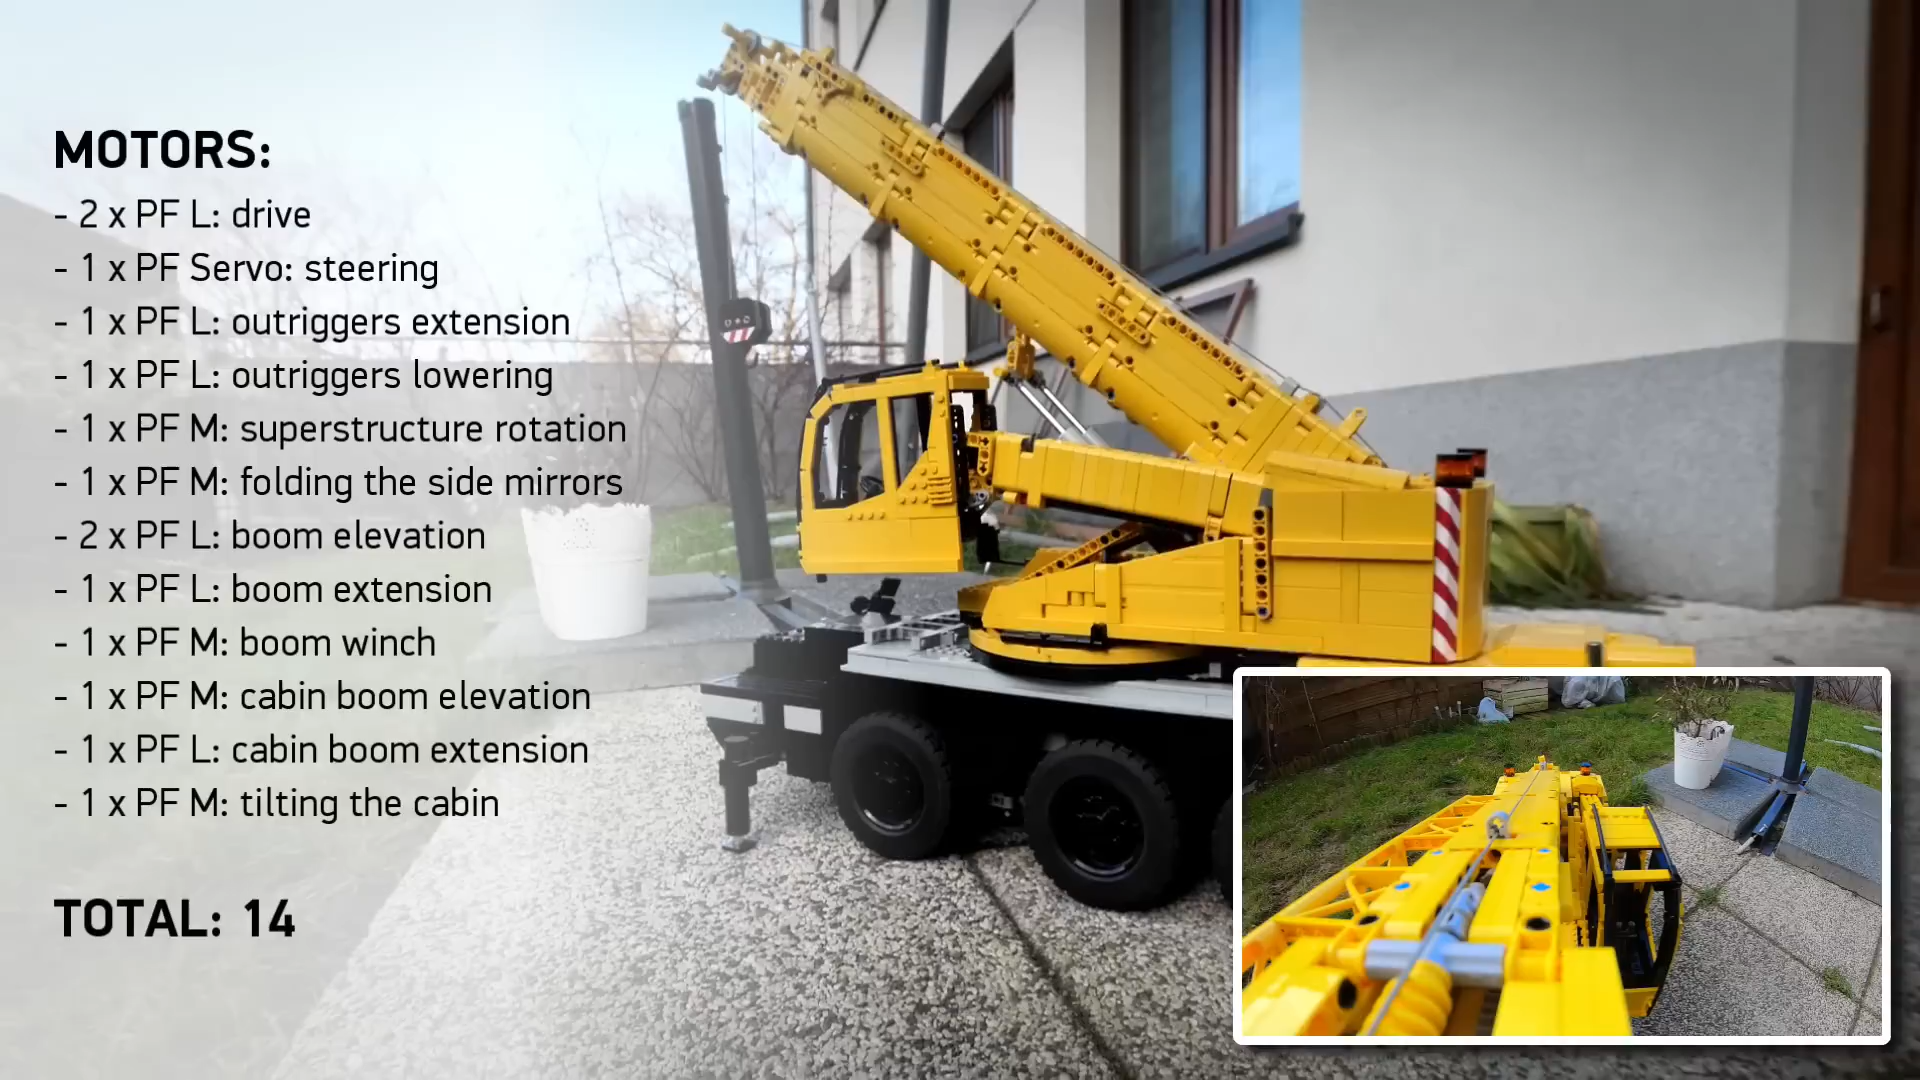 MOTORS:
- 2 x PF L: drive
- 1 x PF Servo: steering
- 1 x PF L: outriggers extension
- 1 x PF L: outriggers lowering
- 1 x PF M: superstructure rotation
- 1 x PF M: folding the side mirrors
- 2 x PF L: boom elevation
- 1 x PF L: boom extension
- 1 x PF M: boom winch
- 1 x PF M: cabin boom elevation
- 1 x PF L: cabin boom extension
- 1 x PF M: tilting the cabin
TOTAL: 14